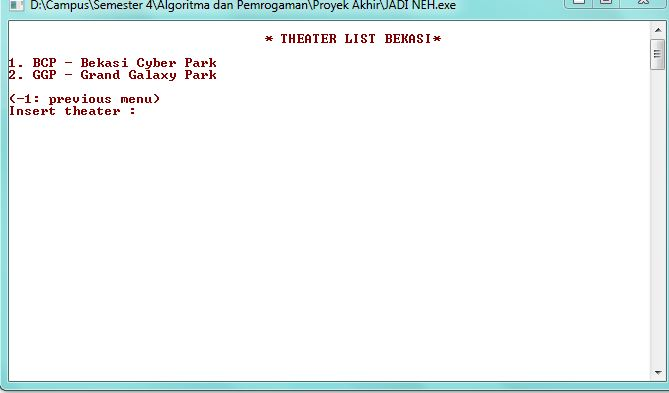 D:\Campus\Semester 4\Algoritma dan Pemrogaman\Proyek Akhir\JADI NEH.exe
* THEATER LIST BEKASI*
1. BCP - Bekasi Cyber Park
2. GGP - Grand Galaxy Park
(-1: previous menu)
Insert theater :